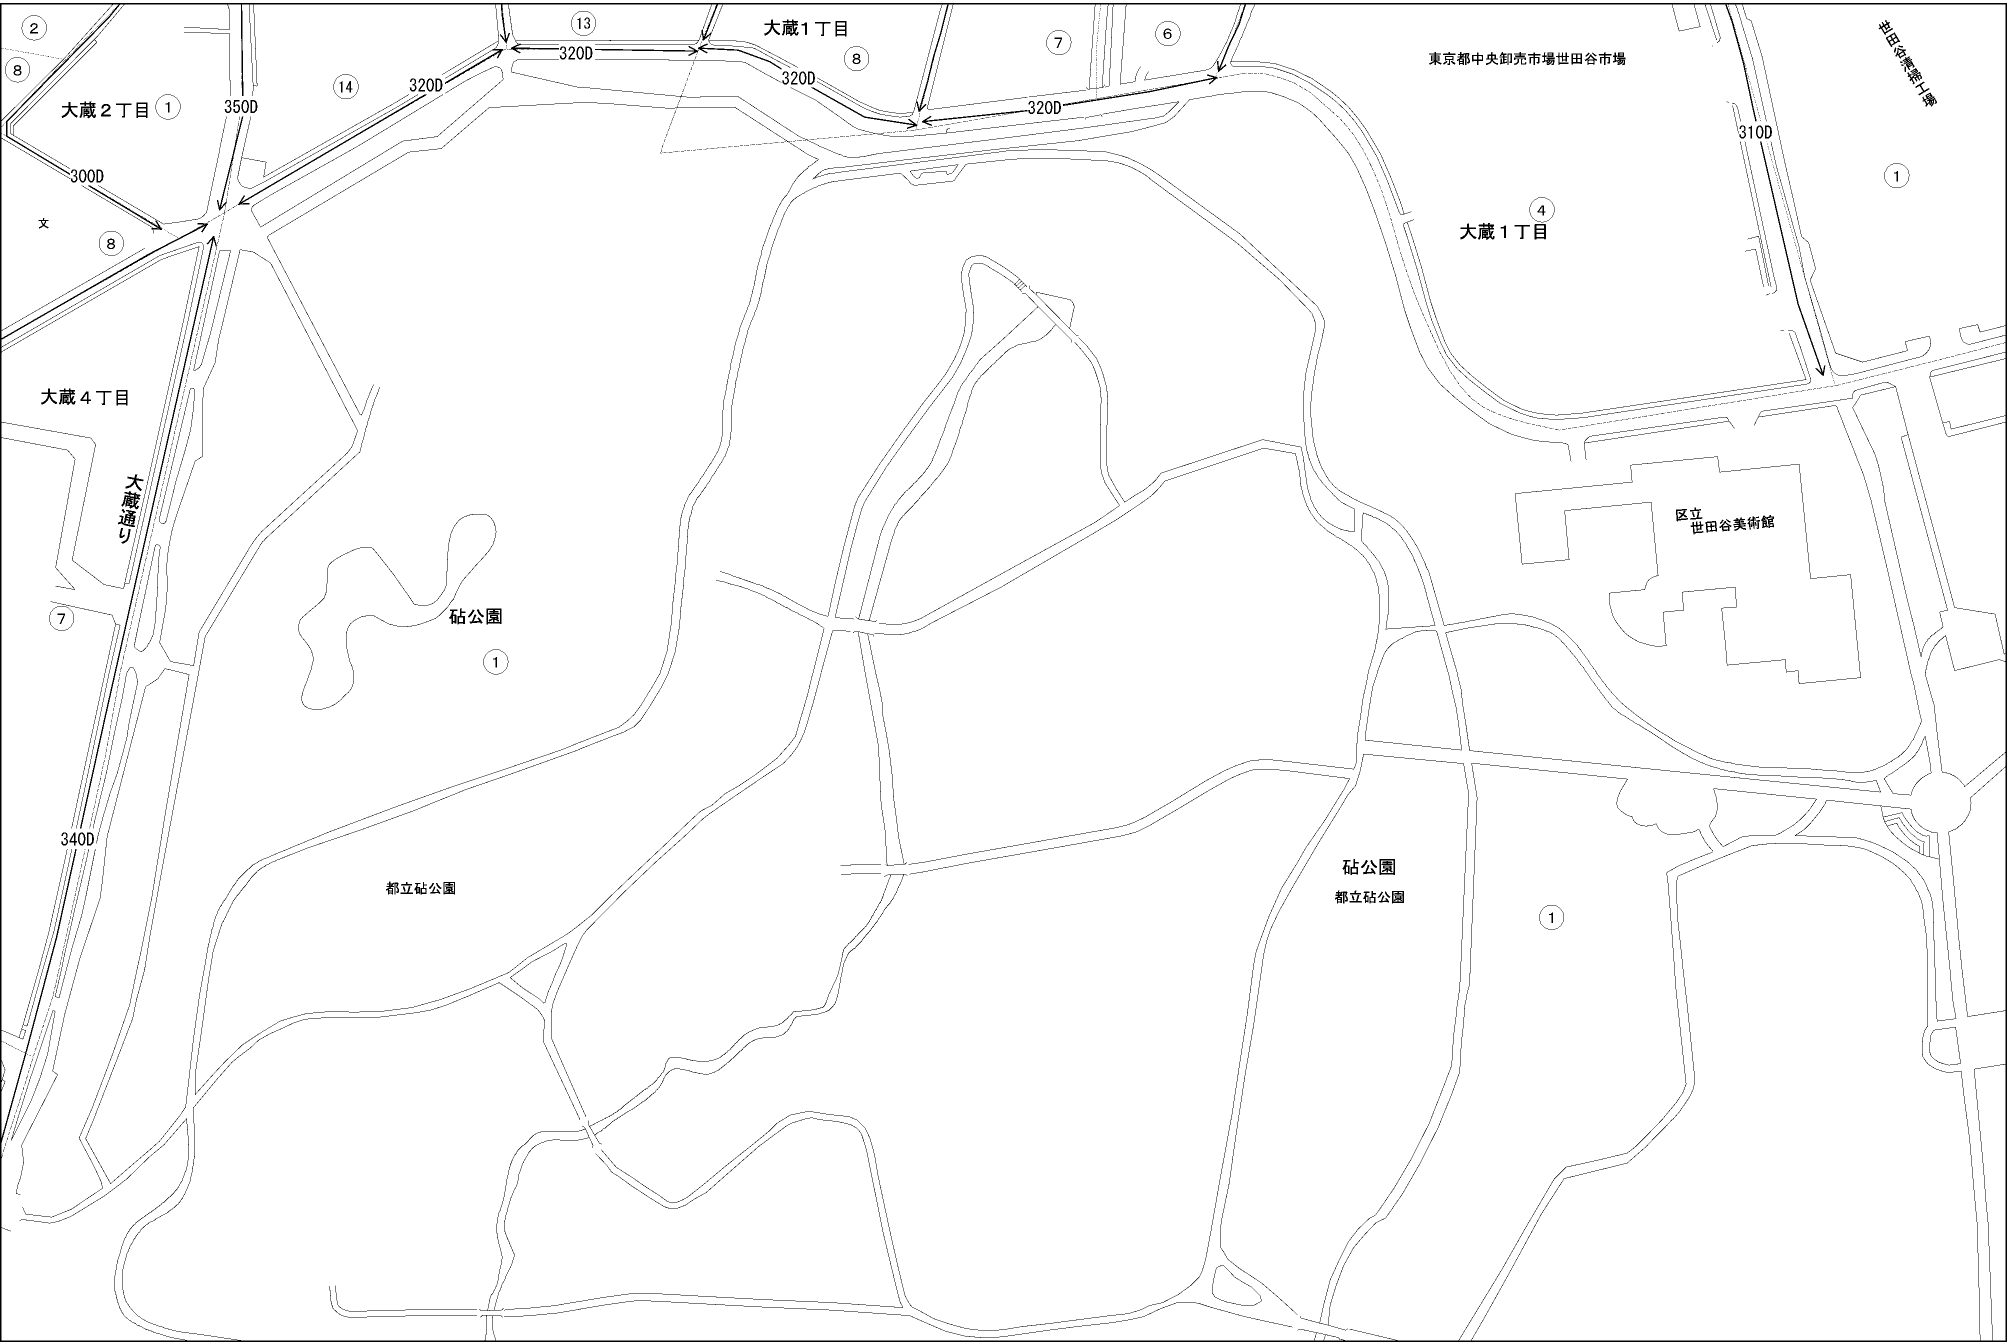 2
8
大蔵2丁目
1
350D
300D
文
8
14
320D
13
320D
大蔵1丁目
8
320D
7
6
320D
東京都中央卸売市場世田谷市場
310D
世田谷清掃工場
1
4
大蔵1丁目
大蔵4丁目
大蔵通り
7
340D
砧公園
1
都立砧公園
区立
世田谷美術館
砧公園
都立砧公園
1